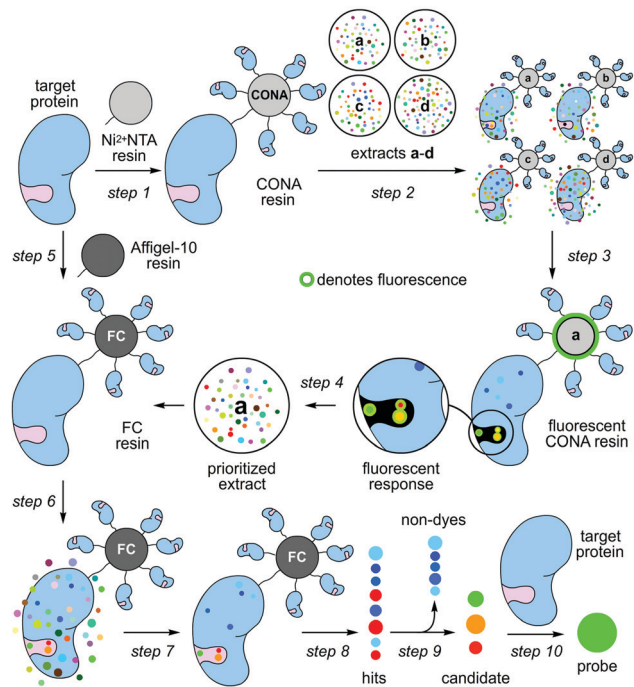 target
protein
Ni²⁺NTA
resin
step 1
CONA
CONA
resin
a
b
c
d
extracts a-d
step 2
a
b
c
d
step 5
Affigel-10
resin
denotes fluorescence
step 3
FC
FC
resin
a
prioritized
extract
step 4
fluorescent
response
a
fluorescent
CONA resin
step 6
FC
step 7
FC
step 8
hits
non-dyes
step 9
candidate
target
protein
step 10
probe